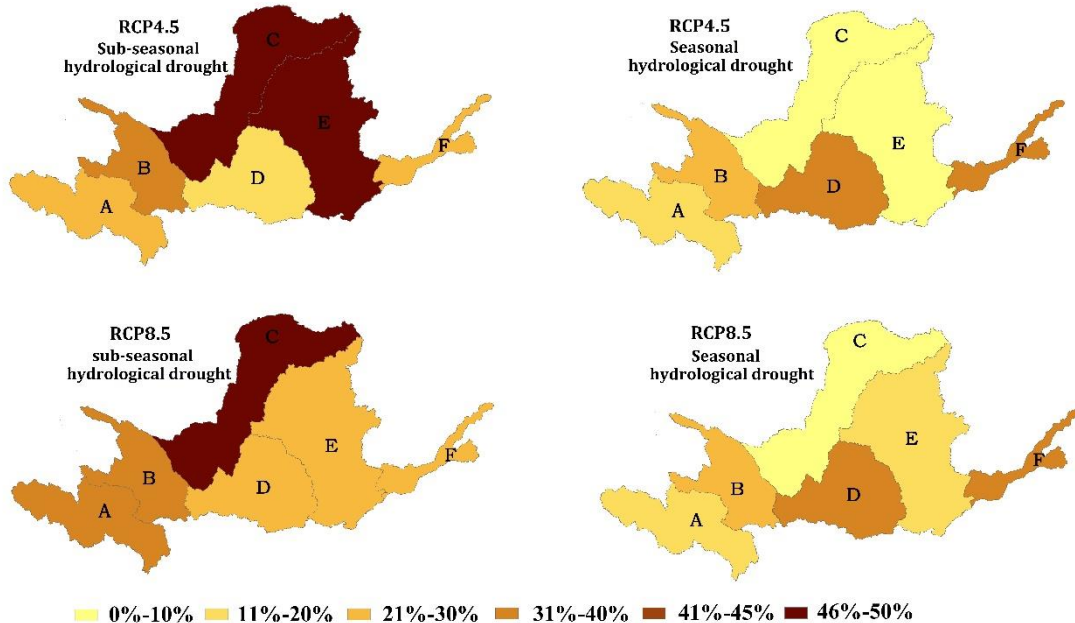 RCP4.5
Sub-seasonal
hydrological drought
C
E
B
D
F
A
RCP4.5
Seasonal
hydrological drought
C
E
B
D
F
A
RCP8.5
sub-seasonal
hydrological drought
C
E
B
D
F
A
RCP8.5
Seasonal
hydrological drought
C
E
B
D
F
A
0%-10% 11%-20% 21%-30% 31%-40% 41%-45% 46%-50%